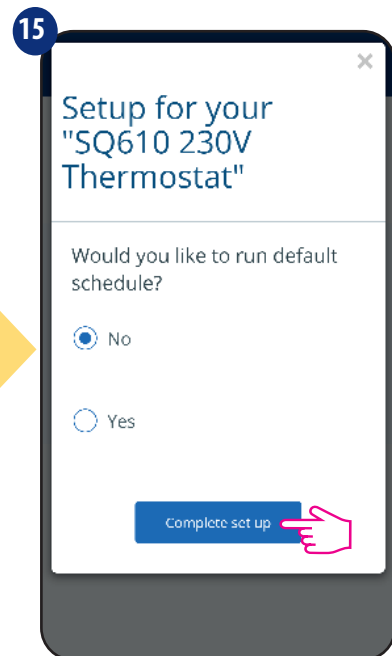 15
×
Setup for your
"SQ610 230V
Thermostat"
Would you like to run default
schedule?
No
Yes
Complete set up